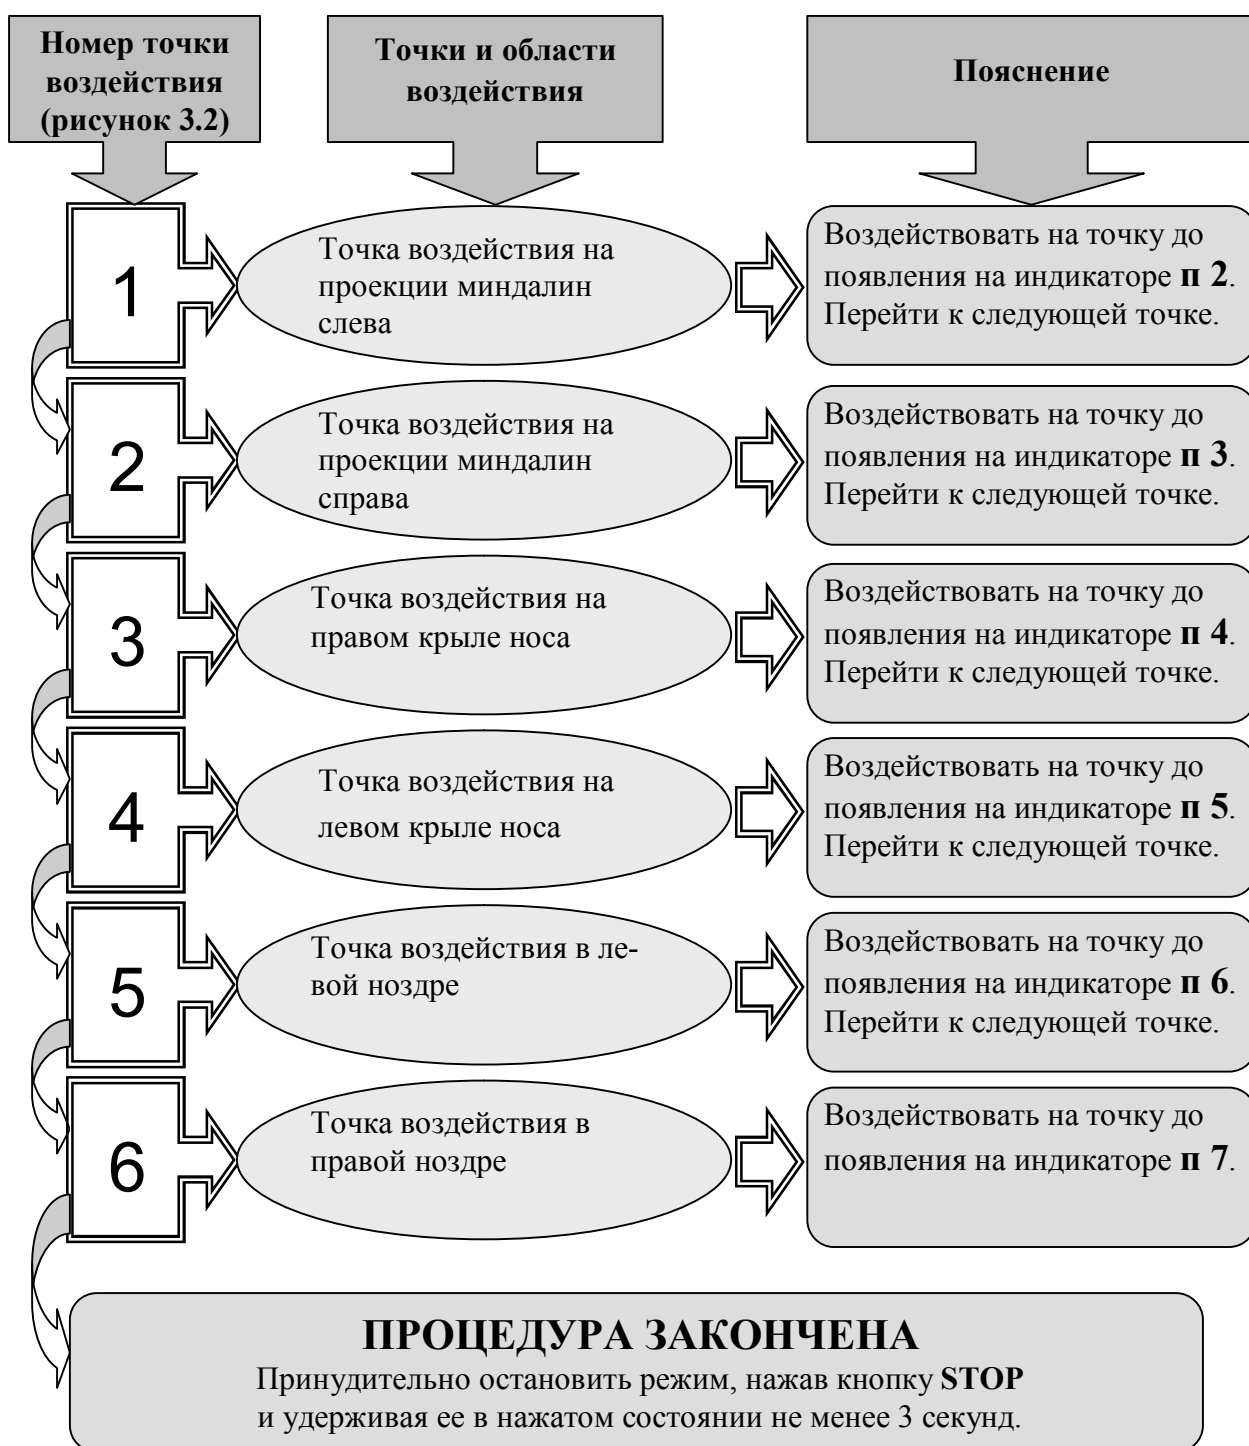 Номер точки
воздействия
(рисунок 3.2)
Точки и области
воздействия
Пояснение
1
Точка воздействия на
проекции миндалин
слева
Воздействовать на точку до
появления на индикаторе п 2.
Перейти к следующей точке.
2
Точка воздействия на
проекции миндалин
справа
Воздействовать на точку до
появления на индикаторе п 3.
Перейти к следующей точке.
3
Точка воздействия на
правом крыле носа
Воздействовать на точку до
появления на индикаторе п 4.
Перейти к следующей точке.
4
Точка воздействия на
левом крыле носа
Воздействовать на точку до
появления на индикаторе п 5.
Перейти к следующей точке.
5
Точка воздействия в ле-
вой ноздре
Воздействовать на точку до
появления на индикаторе п 6.
Перейти к следующей точке.
6
Точка воздействия в
правой ноздре
Воздействовать на точку до
появления на индикаторе п 7.
ПРОЦЕДУРА ЗАКОНЧЕНА
Принудительно остановить режим, нажав кнопку STOP
и удерживая ее в нажатом состоянии не менее 3 секунд.